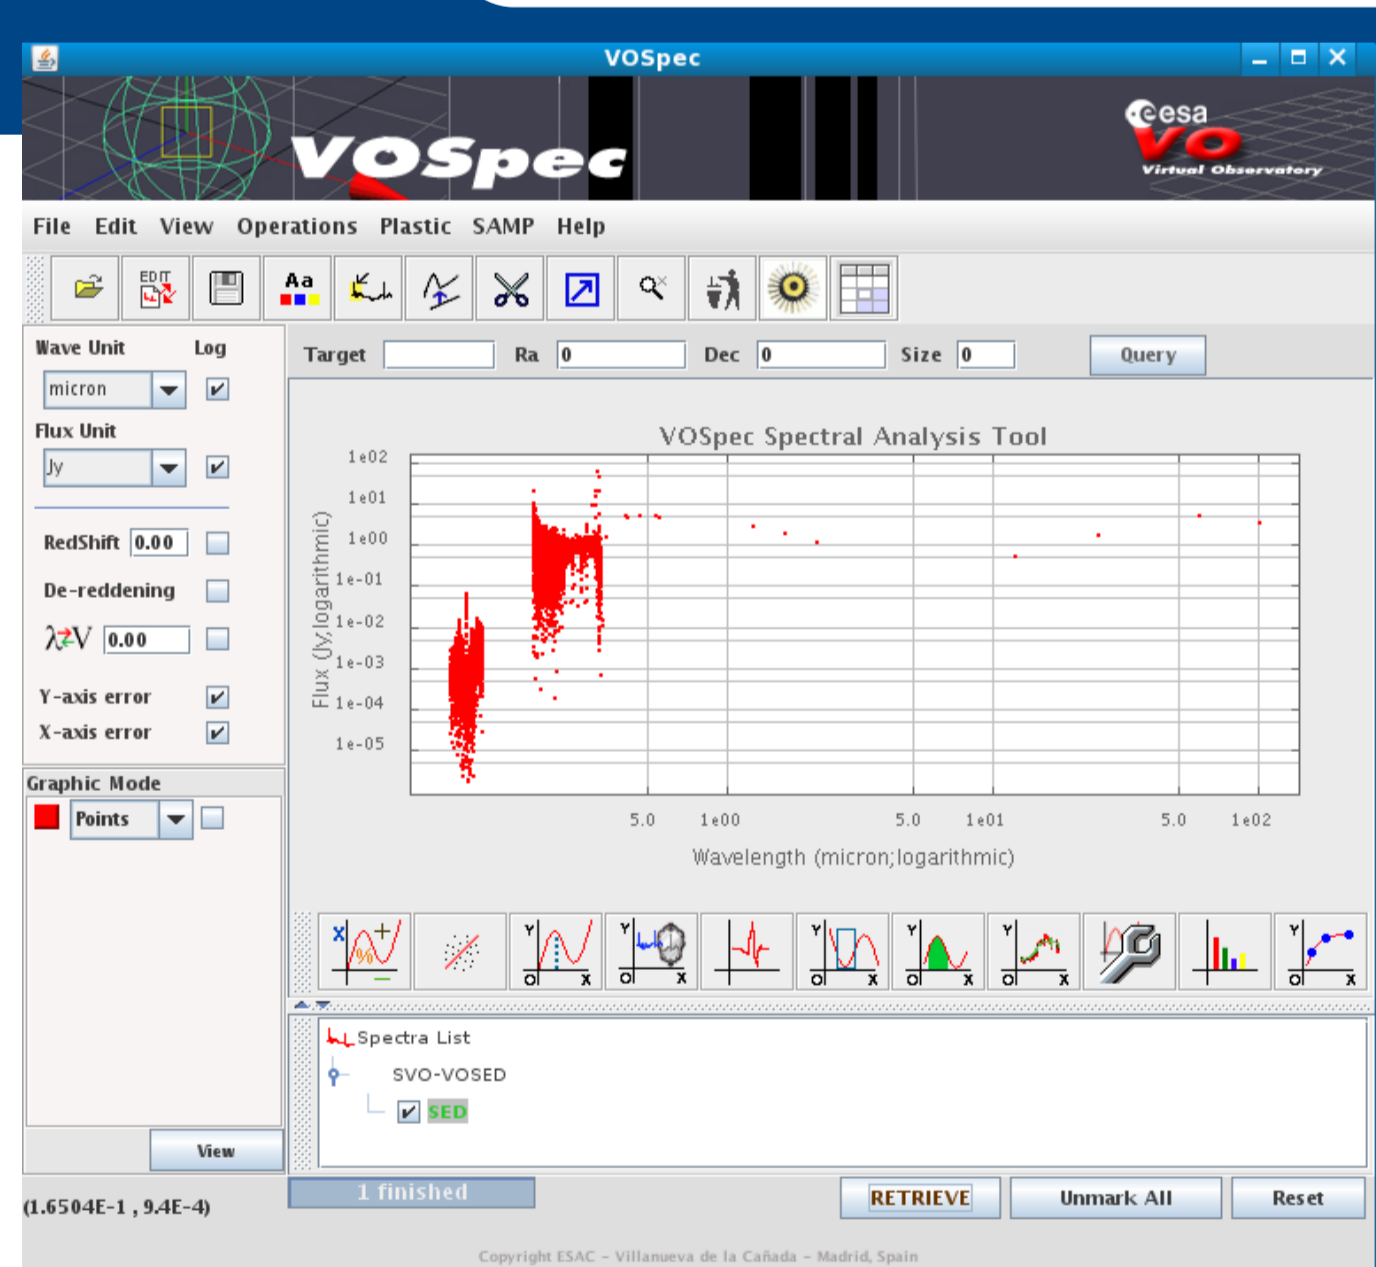 VOSpec
VOSpec
esa
VO
Virtual Observatory
File Edit View Operations Plastic SAMP Help
EDIT
Aa
Wave Unit Log
micron
Flux Unit
Jy
RedShift 0.00
De-reddening
λ⇄V 0.00
Y-axis error
X-axis error
Graphic Mode
Points
View
Target Ra 0 Dec 0 Size 0 Query
VOSpec Spectral Analysis Tool
1e02
1e01
1e00
1e-01
1e-02
1e-03
1e-04
1e-05
Flux (Jy;logarithmic)
5.0 1e00 5.0 1e01 5.0 1e02
Wavelength (micron;logarithmic)
X + % −
Y O X
Y O X
Y O X
Y O X
Y O X
Y O X
Spectra List
SVO-VOSED
SED
(1.6504E-1 , 9.4E-4)
1 finished
RETRIEVE Unmark All Reset
Copyright ESAC - Villanueva de la Cañada - Madrid, Spain